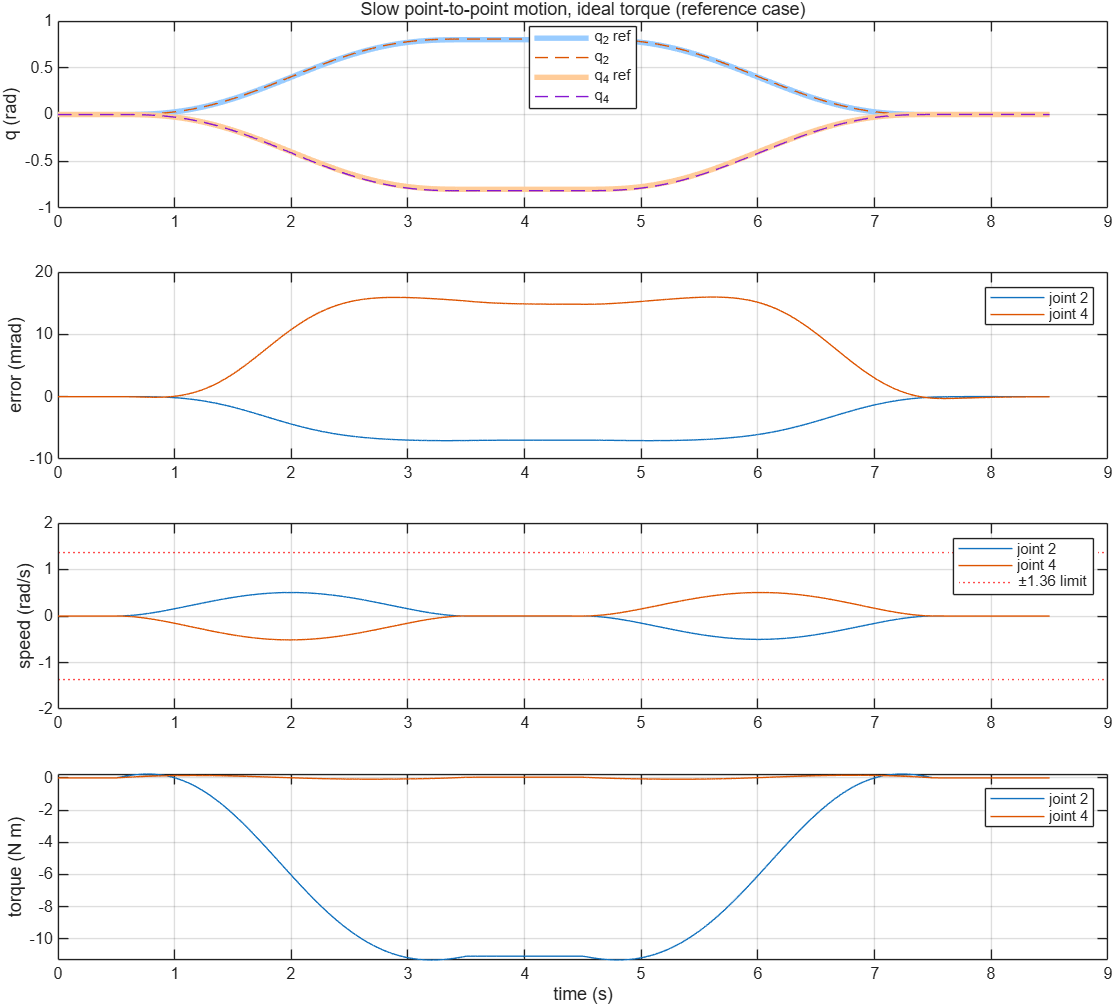 Slow point-to-point motion, ideal torque (reference case)
1
0.5
0
-0.5
-1
q (rad)
q₂ ref
q₂
q₄ ref
q₄
0 1 2 3 4 5 6 7 8 9
20
10
0
-10
error (mrad)
joint 2
joint 4
0 1 2 3 4 5 6 7 8 9
2
1
0
-1
-2
speed (rad/s)
joint 2
joint 4
±1.36 limit
0 1 2 3 4 5 6 7 8 9
0
-2
-4
-6
-8
-10
torque (N m)
joint 2
joint 4
0 1 2 3 4 5 6 7 8 9
time (s)